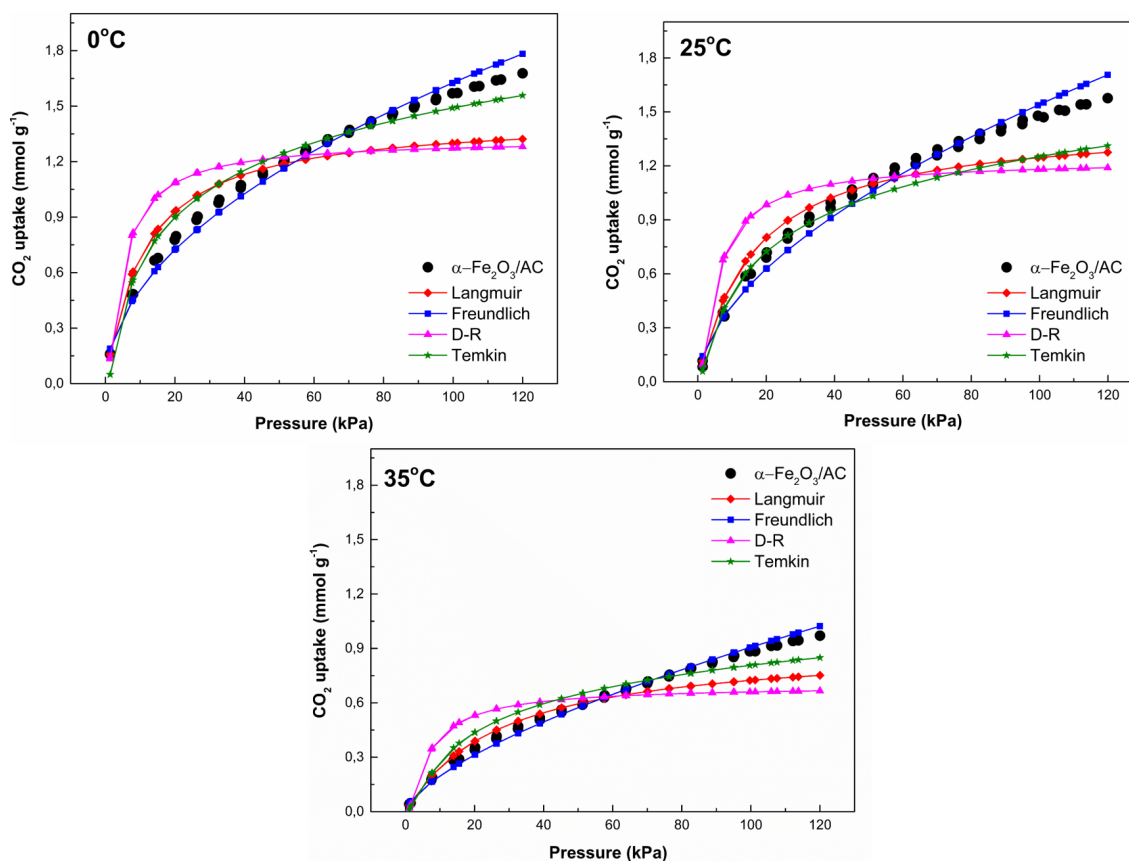 0°C
1,8
1,5
1,2
0,9
0,6
0,3
0,0
CO₂ uptake (mmol g⁻¹)
α–Fe₂O₃/AC
Langmuir
Freundlich
D-R
Temkin
0 20 40 60 80 100 120
Pressure (kPa)
25°C
1,8
1,5
1,2
0,9
0,6
0,3
0,0
CO₂ uptake (mmol g⁻¹)
α–Fe₂O₃/AC
Langmuir
Freundlich
D-R
Temkin
0 20 40 60 80 100 120
Pressure (kPa)
35°C
1,8
1,5
1,2
0,9
0,6
0,3
0,0
CO₂ uptake (mmol g⁻¹)
α–Fe₂O₃/AC
Langmuir
Freundlich
D-R
Temkin
0 20 40 60 80 100 120
Pressure (kPa)